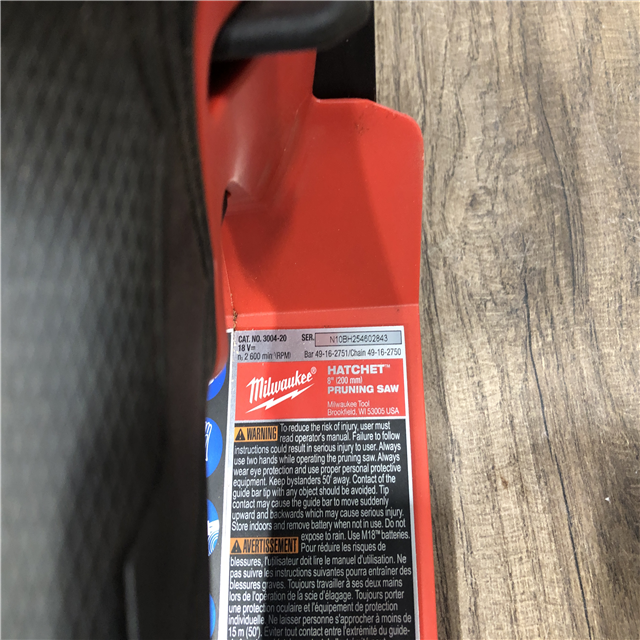 CAT. NO. 3004-20 SER. N10BH254602843
18 V⎓
n₀ 2 600 min⁻¹(RPM) Bar 49-16-2751/Chain 49-16-2750
Milwaukee®
HATCHET™
8" (200 mm)
PRUNING SAW
Milwaukee Tool
Brookfield, WI 53005 USA
WARNING To reduce the risk of injury, user must
read operator's manual. Failure to follow
instructions could result in serious injury to user. Always
use two hands while operating the pruning saw. Always
wear eye protection and use proper personal protective
equipment. Keep bystanders 50' away. Contact of the
guide bar tip with any object should be avoided. Tip
contact may cause the guide bar to move suddenly
upward and backwards which may cause serious injury.
Store indoors and remove battery when not in use. Do not
expose to rain. Use M18™ batteries.
AVERTISSEMENT Pour réduire les risques de
blessures, l'utilisateur doit lire le manuel d'utilisation. Ne
pas suivre les instructions suivantes pourra entraîner des
blessures graves. Toujours travailler à ses deux mains
lors de l'opération de la scie d'élagage. Toujours porter
une protection oculaire et l'équipement de protection
individuelle. Ne laisser personne s'approcher à moins de
15 m (50'). Éviter tout contact entre l'extrémité du guide-